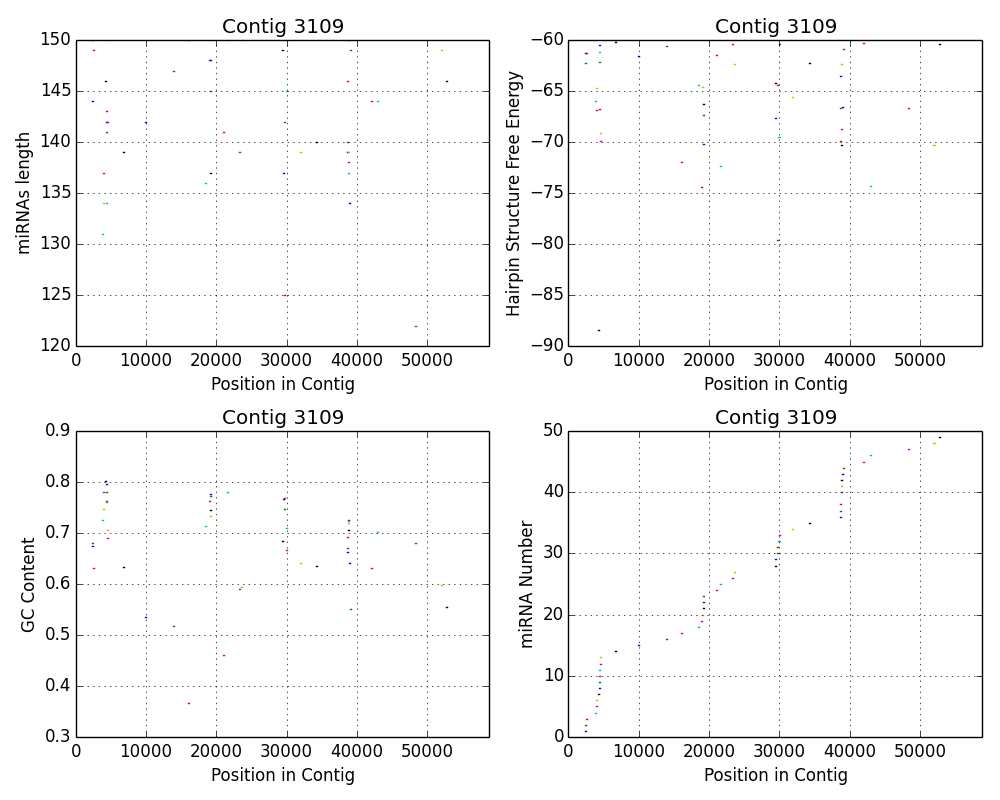 Contig 3109
miRNAs length
150
145
140
135
130
125
120
0 10000 20000 30000 40000 50000
Position in Contig
Contig 3109
Hairpin Structure Free Energy
−60
−65
−70
−75
−80
−85
−90
0 10000 20000 30000 40000 50000
Position in Contig
Contig 3109
GC Content
0.9
0.8
0.7
0.6
0.5
0.4
0.3
0 10000 20000 30000 40000 50000
Position in Contig
Contig 3109
miRNA Number
50
40
30
20
10
0
0 10000 20000 30000 40000 50000
Position in Contig